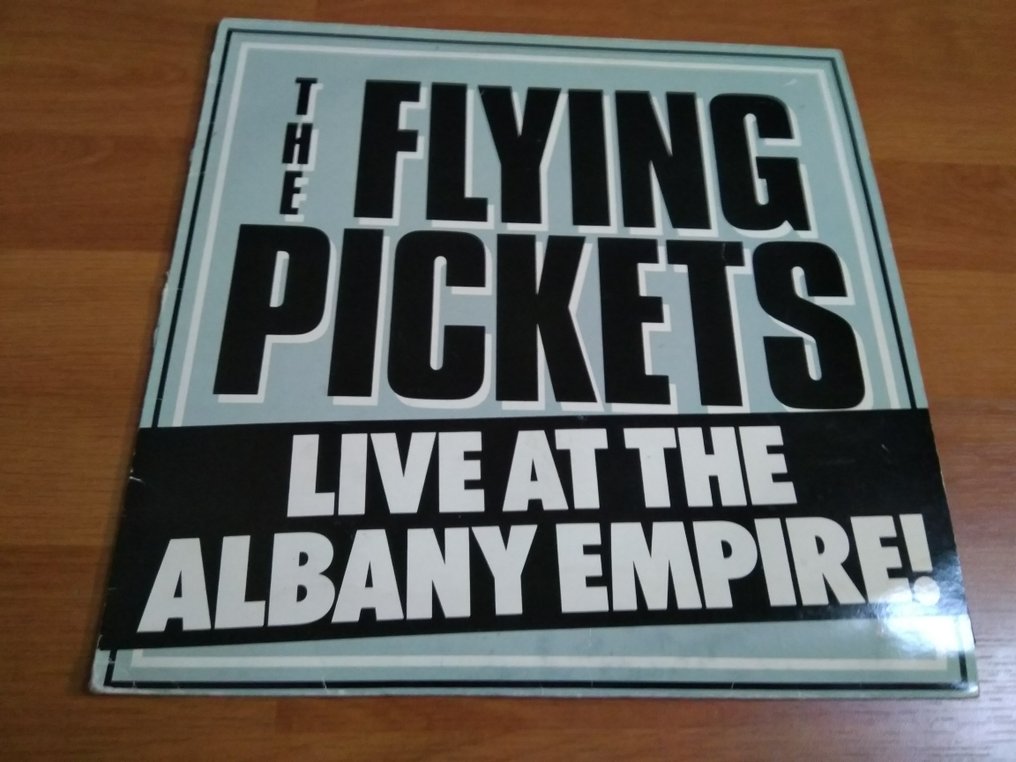 THE FLYING
PICKETS
LIVE AT THE
ALBANY EMPIRE!